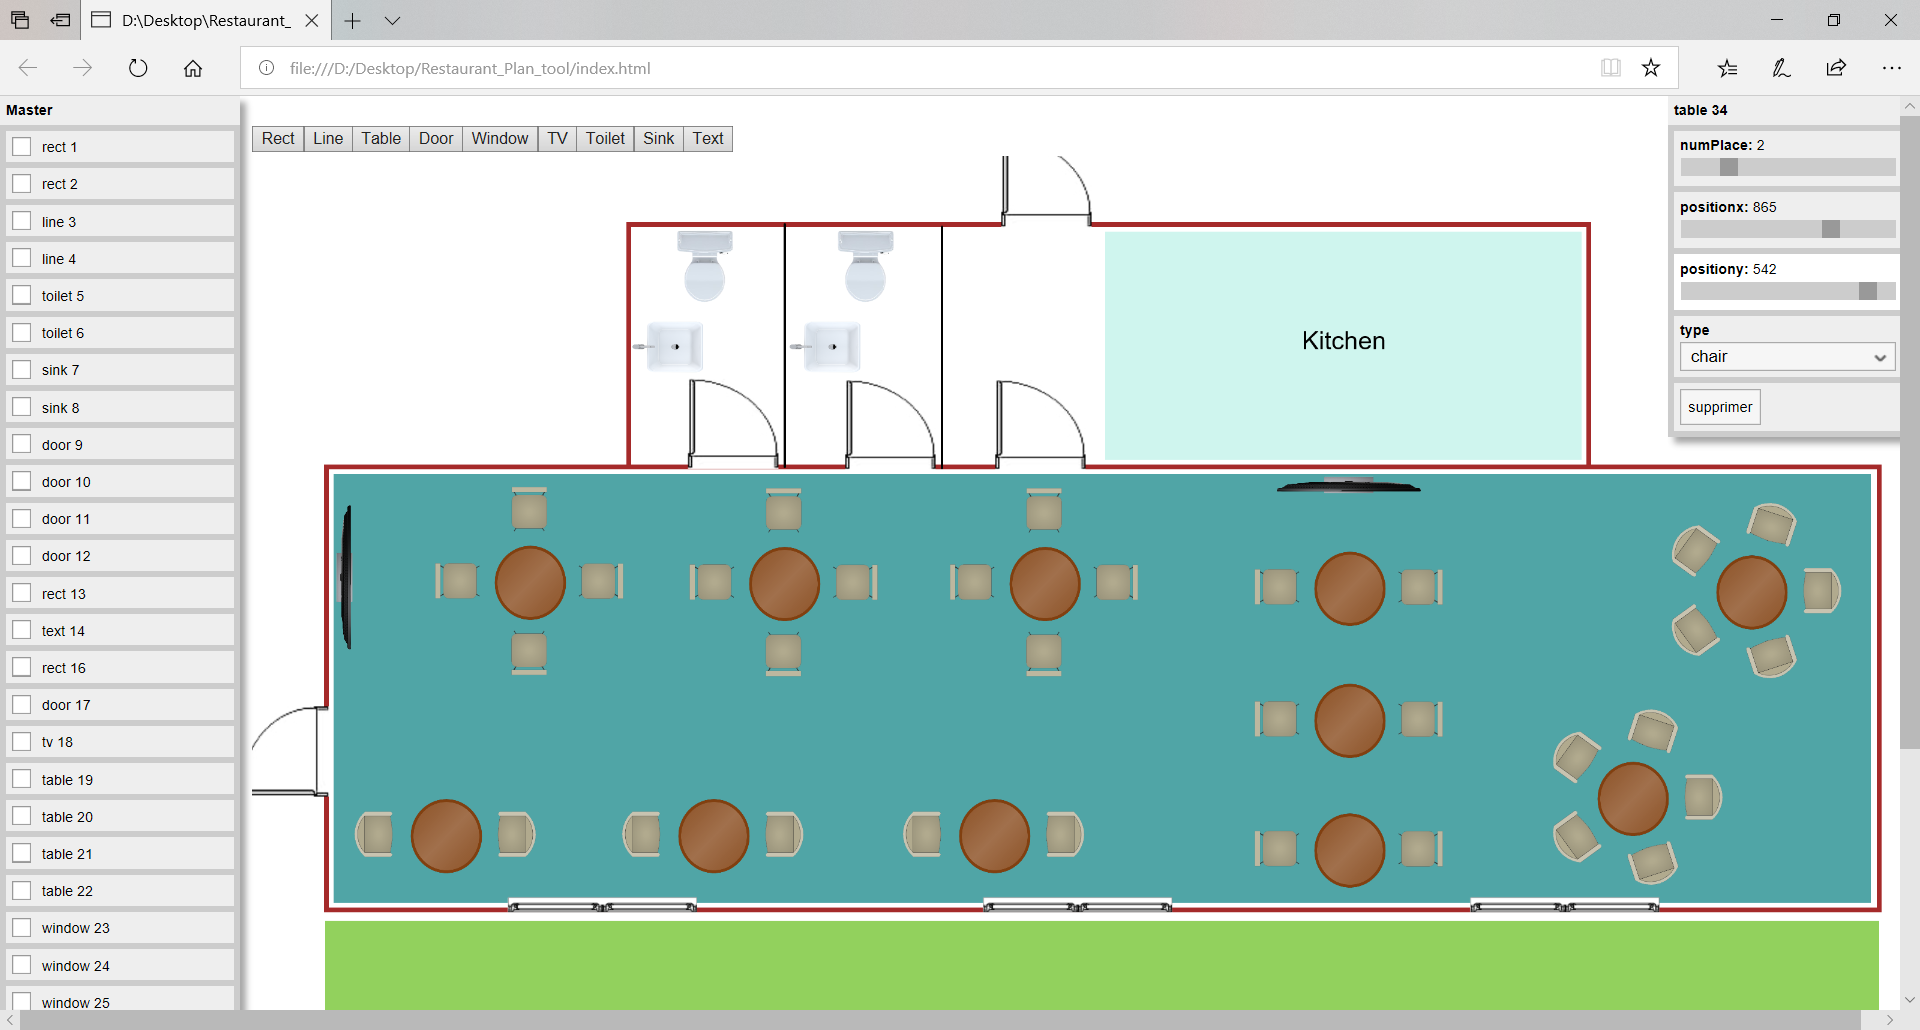 D:\Desktop\Restaurant_
file:///D:/Desktop/Restaurant_Plan_tool/index.html
Master
rect 1
rect 2
line 3
line 4
toilet 5
toilet 6
sink 7
sink 8
door 9
door 10
door 11
door 12
rect 13
text 14
rect 16
door 17
tv 18
table 19
table 20
table 21
table 22
window 23
window 24
window 25
Rect Line Table Door Window TV Toilet Sink Text
Kitchen
table 34
numPlace: 2
positionx: 865
positiony: 542
type
chair
supprimer